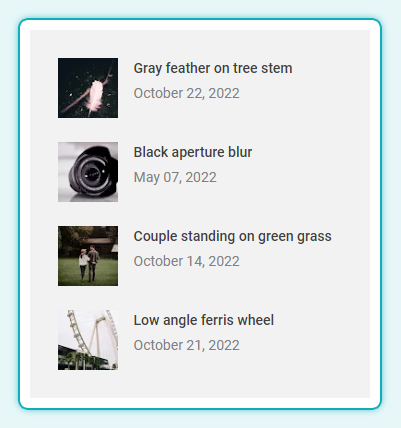 Gray feather on tree stem
October 22, 2022
Black aperture blur
May 07, 2022
Couple standing on green grass
October 14, 2022
Low angle ferris wheel
October 21, 2022